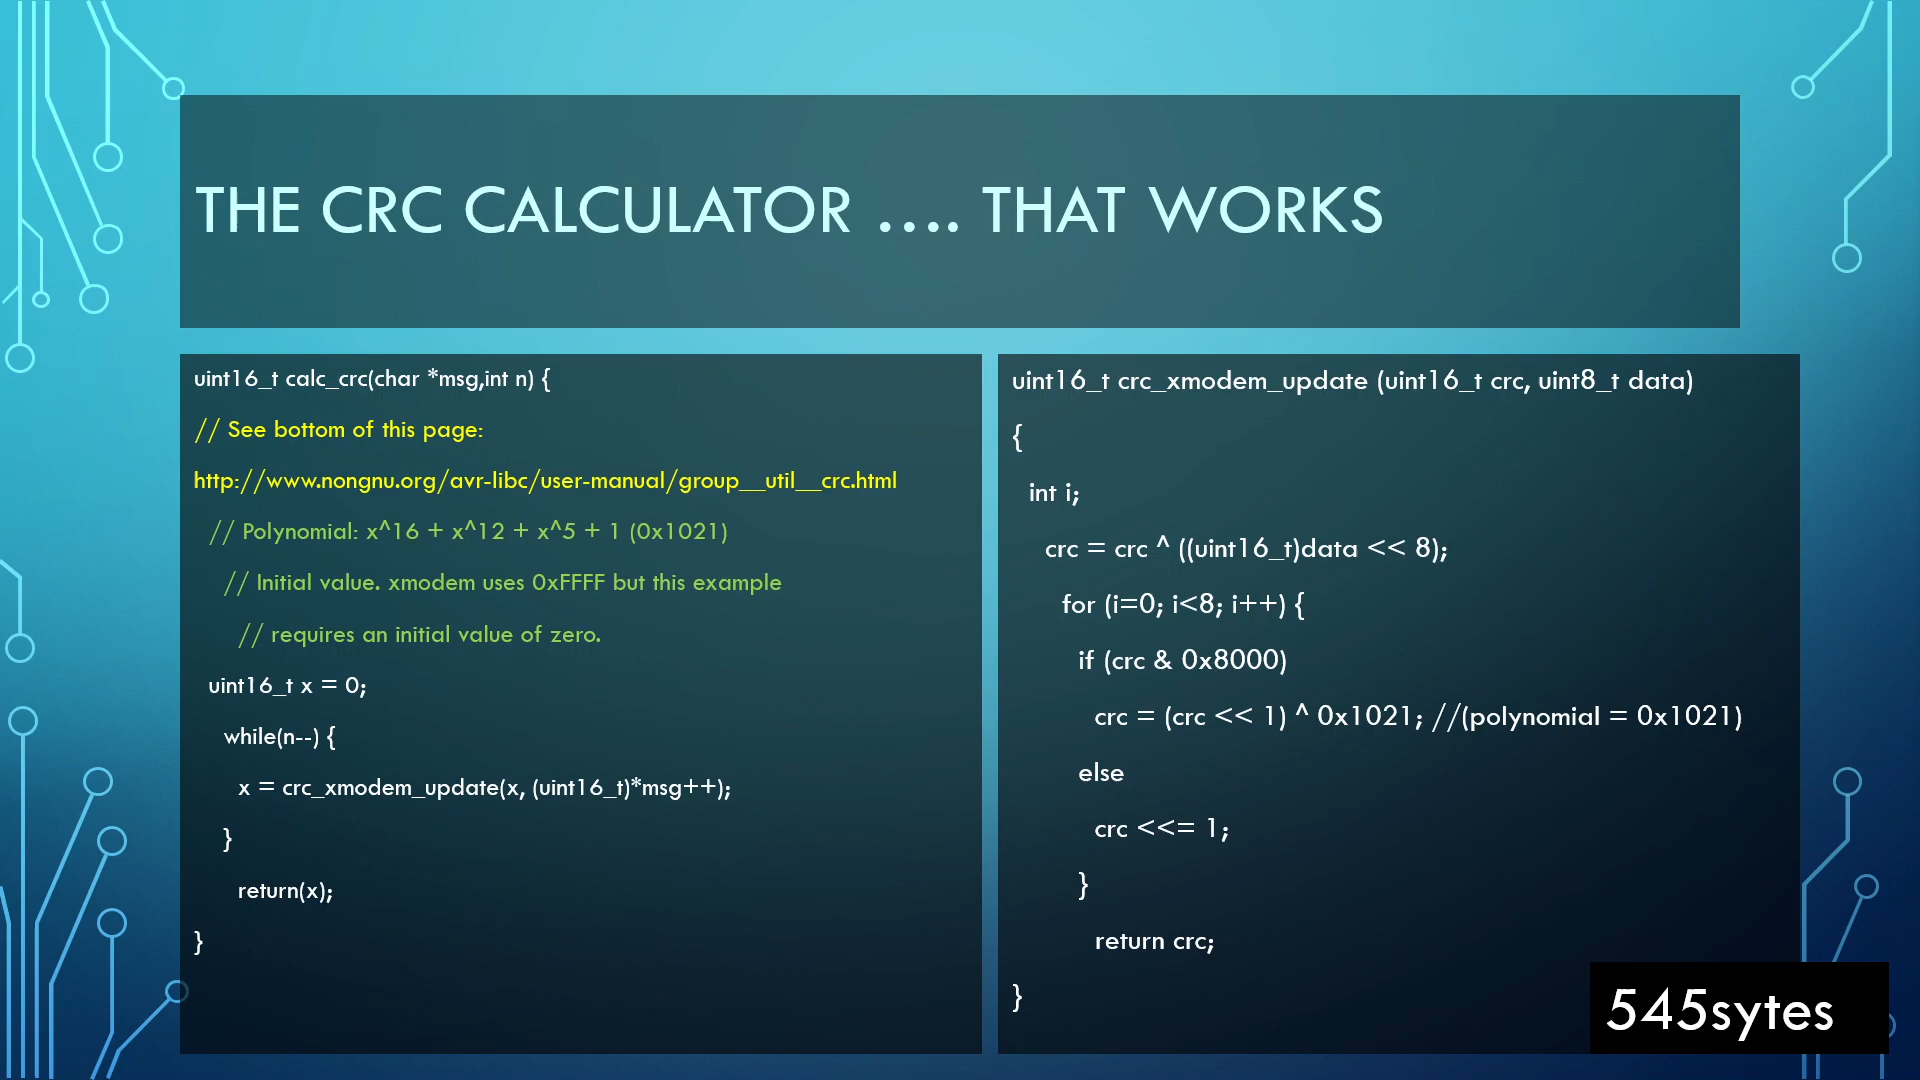 THE CRC CALCULATOR .... THAT WORKS
uint16_t calc_crc(char *msg,int n) {
// See bottom of this page:
http://www.nongnu.org/avr-libc/user-manual/group__util__crc.html
// Polynomial: x^16 + x^12 + x^5 + 1 (0x1021)
// Initial value. xmodem uses 0xFFFF but this example
// requires an initial value of zero.
uint16_t x = 0;
while(n--) {
x = crc_xmodem_update(x, (uint16_t)*msg++);
}
return(x);
}
uint16_t crc_xmodem_update (uint16_t crc, uint8_t data)
{
int i;
crc = crc ^ ((uint16_t)data << 8);
for (i=0; i<8; i++) {
if (crc & 0x8000)
crc = (crc << 1) ^ 0x1021; //(polynomial = 0x1021)
else
crc <<= 1;
}
return crc;
}
545sytes